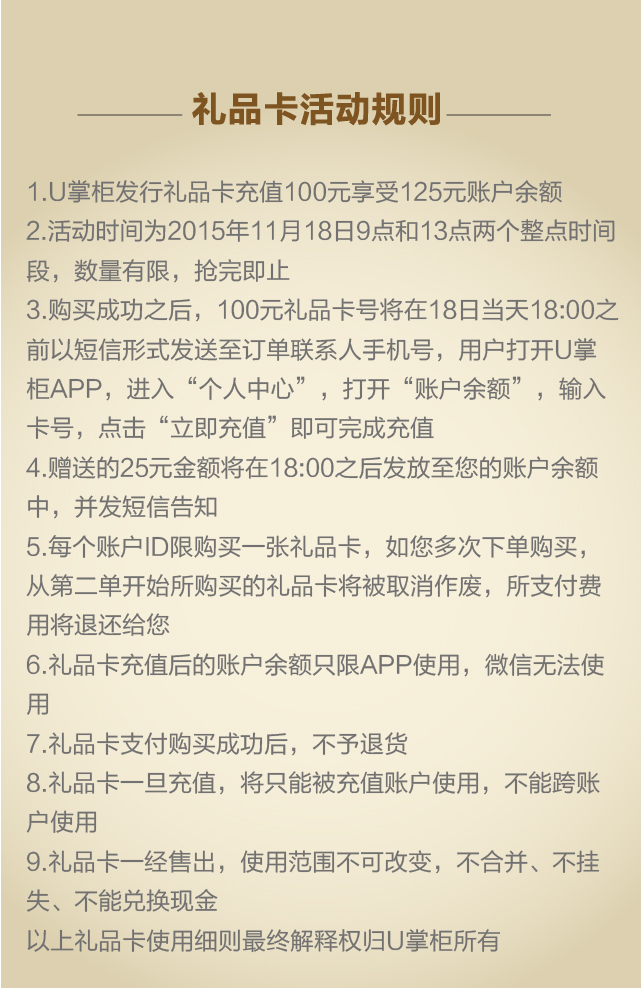 礼品卡活动规则
1.U掌柜发行礼品卡充值100元享受125元账户余额
2.活动时间为2015年11月18日9点和13点两个整点时间
段，数量有限，抢完即止
3.购买成功之后，100元礼品卡号将在18日当天18:00之
前以短信形式发送至订单联系人手机号，用户打开U掌
柜APP，进入“个人中心”，打开“账户余额”，输入
卡号，点击“立即充值”即可完成充值
4.赠送的25元金额将在18:00之后发放至您的账户余额
中，并发短信告知
5.每个账户ID限购买一张礼品卡，如您多次下单购买，
从第二单开始所购买的礼品卡将被取消作废，所支付费
用将退还给您
6.礼品卡充值后的账户余额只限APP使用，微信无法使
用
7.礼品卡支付购买成功后，不予退货
8.礼品卡一旦充值，将只能被充值账户使用，不能跨账
户使用
9.礼品卡一经售出，使用范围不可改变，不合并、不挂
失、不能兑换现金
以上礼品卡使用细则最终解释权归U掌柜所有